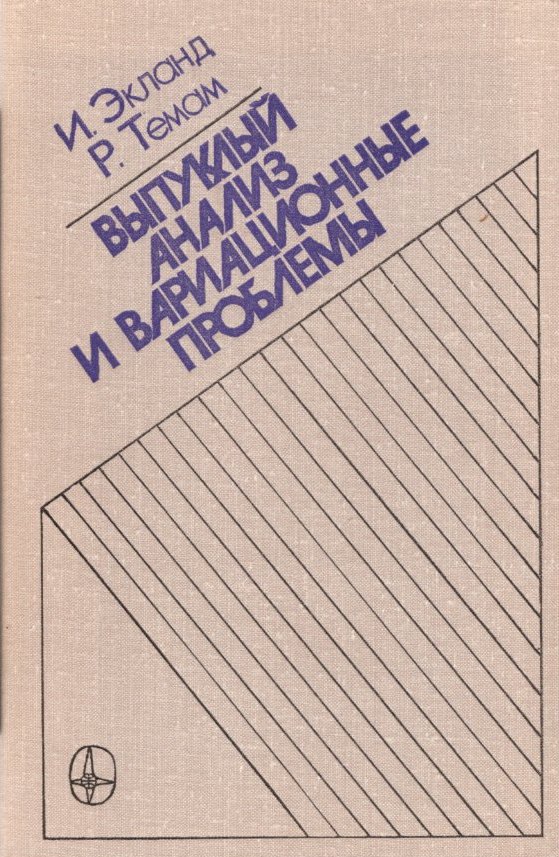 И. Экланд
Р. Темам
ВЫПУКЛЫЙ
АНАЛИЗ
И ВАРИАЦИОННЫЕ
ПРОБЛЕМЫ